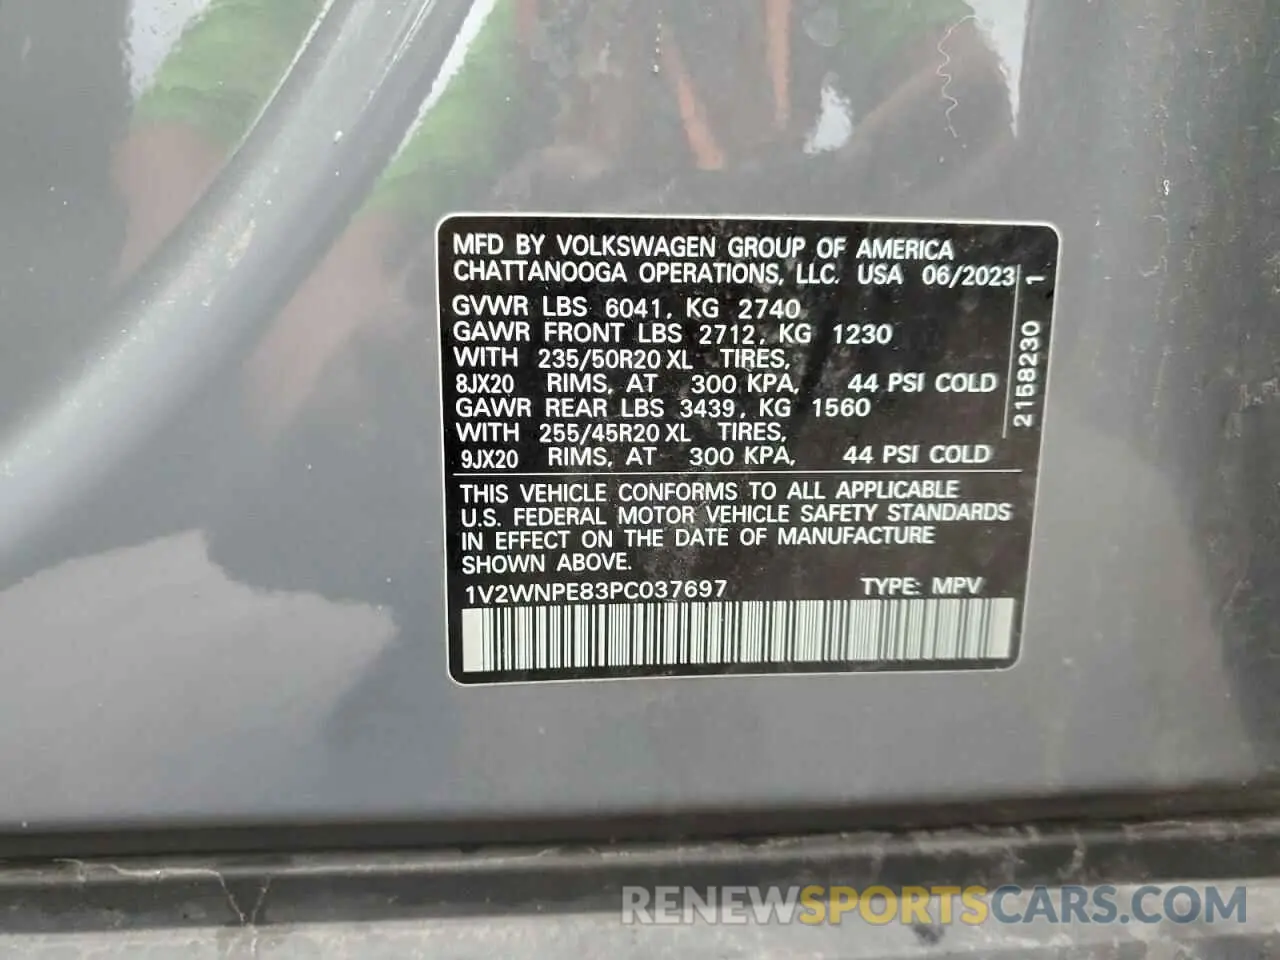 MFD BY VOLKSWAGEN GROUP OF AMERICA
CHATTANOOGA OPERATIONS, LLC. USA 06/2023
GVWR LBS 6041, KG 2740
GAWR FRONT LBS 2712, KG 1230
WITH 235/50R20 XL TIRES,
8JX20 RIMS, AT 300 KPA, 44 PSI COLD
GAWR REAR LBS 3439, KG 1560
WITH 255/45R20 XL TIRES,
9JX20 RIMS, AT 300 KPA, 44 PSI COLD
2158230 1
THIS VEHICLE CONFORMS TO ALL APPLICABLE
U.S. FEDERAL MOTOR VEHICLE SAFETY STANDARDS
IN EFFECT ON THE DATE OF MANUFACTURE
SHOWN ABOVE.
1V2WNPE83PC037697 TYPE: MPV
RENEWSPORTSCARS.COM